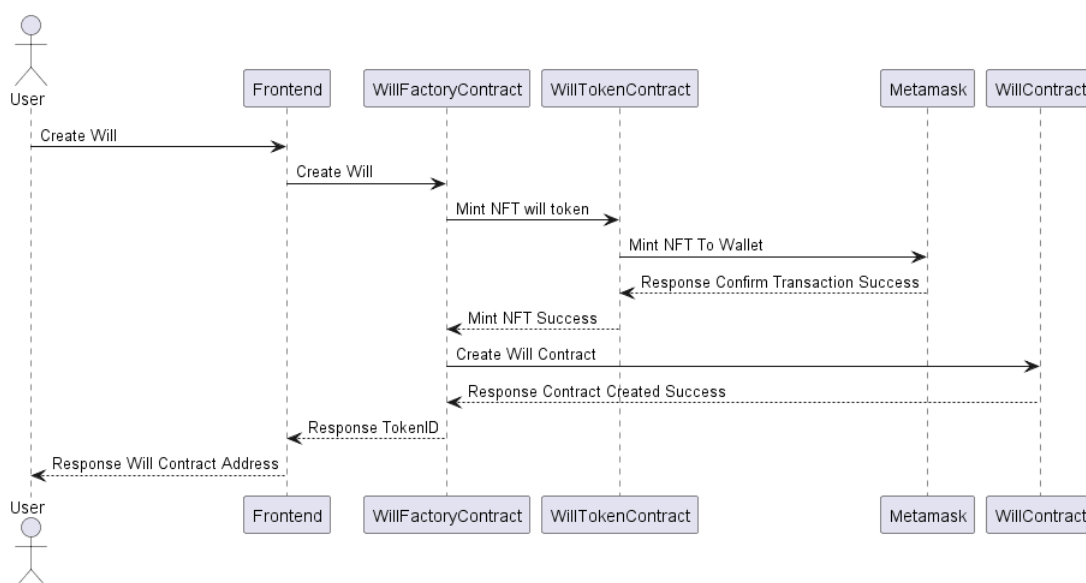 User
Frontend
WillFactoryContract
WillTokenContract
Metamask
WillContract
Create Will
Create Will
Mint NFT will token
Mint NFT To Wallet
Response Confirm Transaction Success
Mint NFT Success
Create Will Contract
Response Contract Created Success
Response TokenID
Response Will Contract Address
User
Frontend
WillFactoryContract
WillTokenContract
Metamask
WillContract